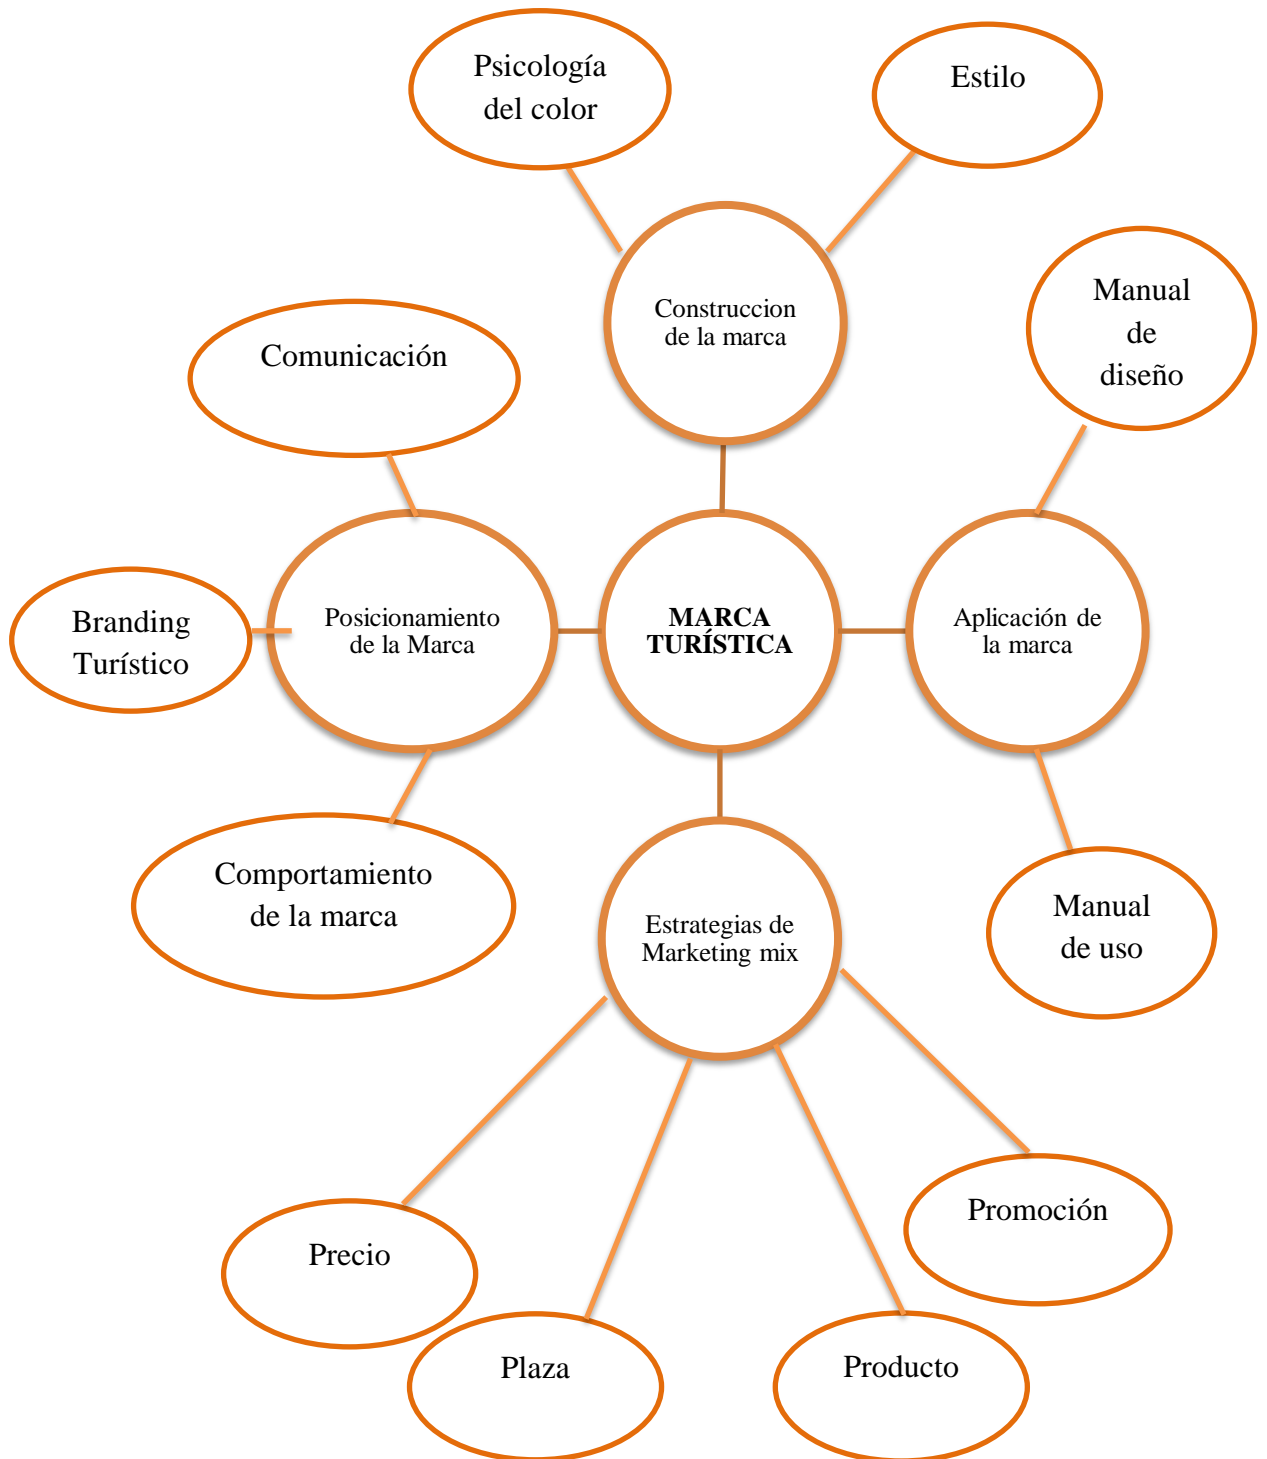 Psicología
del color
Estilo
Construccion
de la marca
Manual
de
diseño
Comunicación
Posicionamiento
de la Marca
MARCA
TURÍSTICA
Aplicación de
la marca
Branding
Turístico
Comportamiento
de la marca
Estrategias de
Marketing mix
Manual
de uso
Promoción
Precio
Plaza
Producto